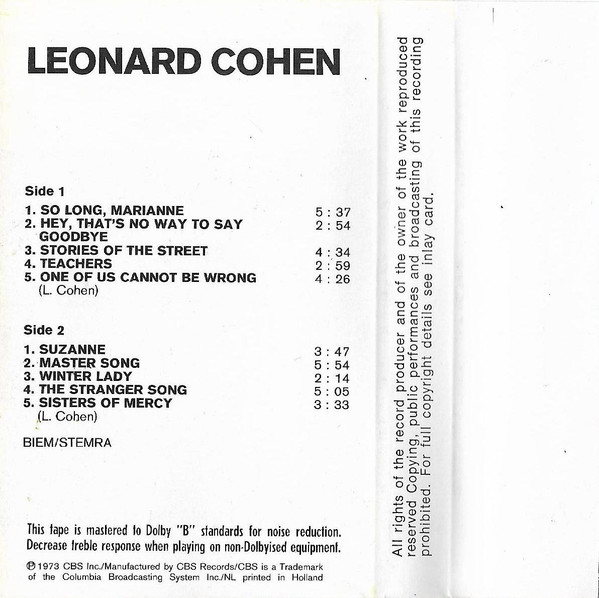 LEONARD COHEN
Side 1
1. SO LONG, MARIANNE 5 : 37
2. HEY, THAT'S NO WAY TO SAY 2 : 54
GOODBYE
3. STORIES OF THE STREET 4 : 34
4. TEACHERS 2 : 59
5. ONE OF US CANNOT BE WRONG 4 : 26
(L. Cohen)
Side 2
1. SUZANNE 3 : 47
2. MASTER SONG 5 : 54
3. WINTER LADY 2 : 14
4. THE STRANGER SONG 5 : 05
5. SISTERS OF MERCY 3 : 33
(L. Cohen)
BIEM/STEMRA
This tape is mastered to Dolby "B" standards for noise reduction.
Decrease treble response when playing on non-Dolbyised equipment.
℗ 1973 CBS Inc./Manufactured by CBS Records/CBS is a Trademark
of the Columbia Broadcasting System Inc./NL printed in Holland
All rights of the record producer and of the owner of the work reproduced
reserved Copying, public performances and broadcasting of this recording
prohibited. For full copyright details see inlay card.